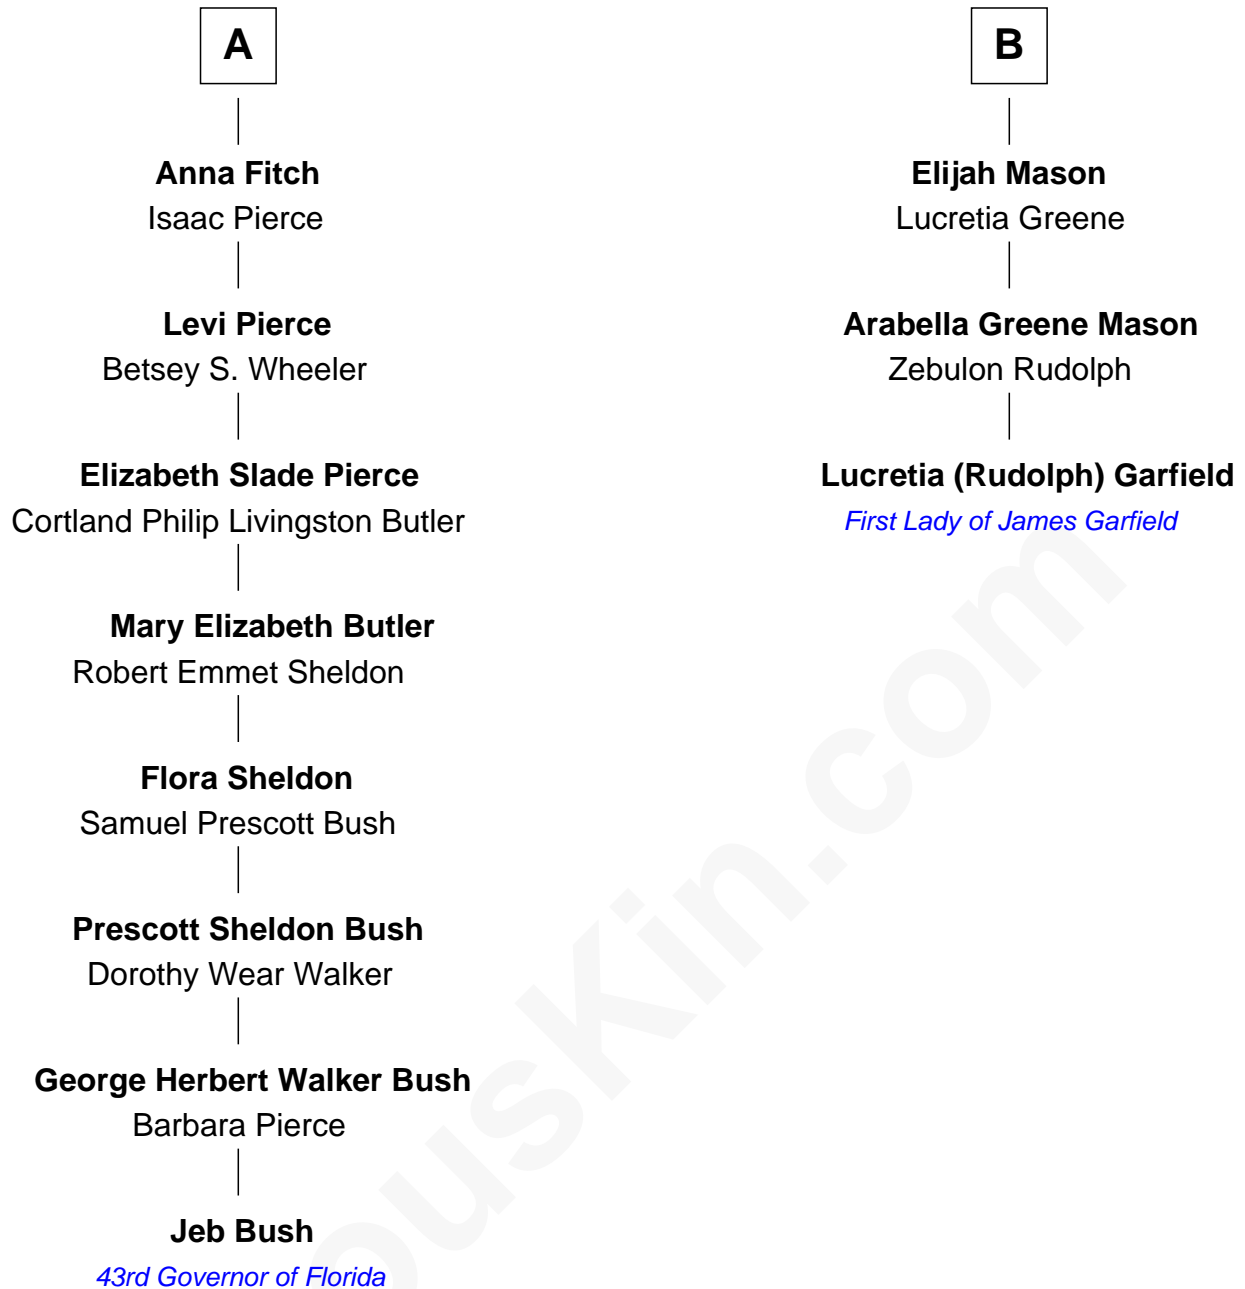 A
Anna Fitch
Isaac Pierce
Levi Pierce
Betsey S. Wheeler
Elizabeth Slade Pierce
Cortland Philip Livingston Butler
Mary Elizabeth Butler
Robert Emmet Sheldon
Flora Sheldon
Samuel Prescott Bush
Prescott Sheldon Bush
Dorothy Wear Walker
George Herbert Walker Bush
Barbara Pierce
Jeb Bush
43rd Governor of Florida
B
Elijah Mason
Lucretia Greene
Arabella Greene Mason
Zebulon Rudolph
Lucretia (Rudolph) Garfield
First Lady of James Garfield
ousKin.com